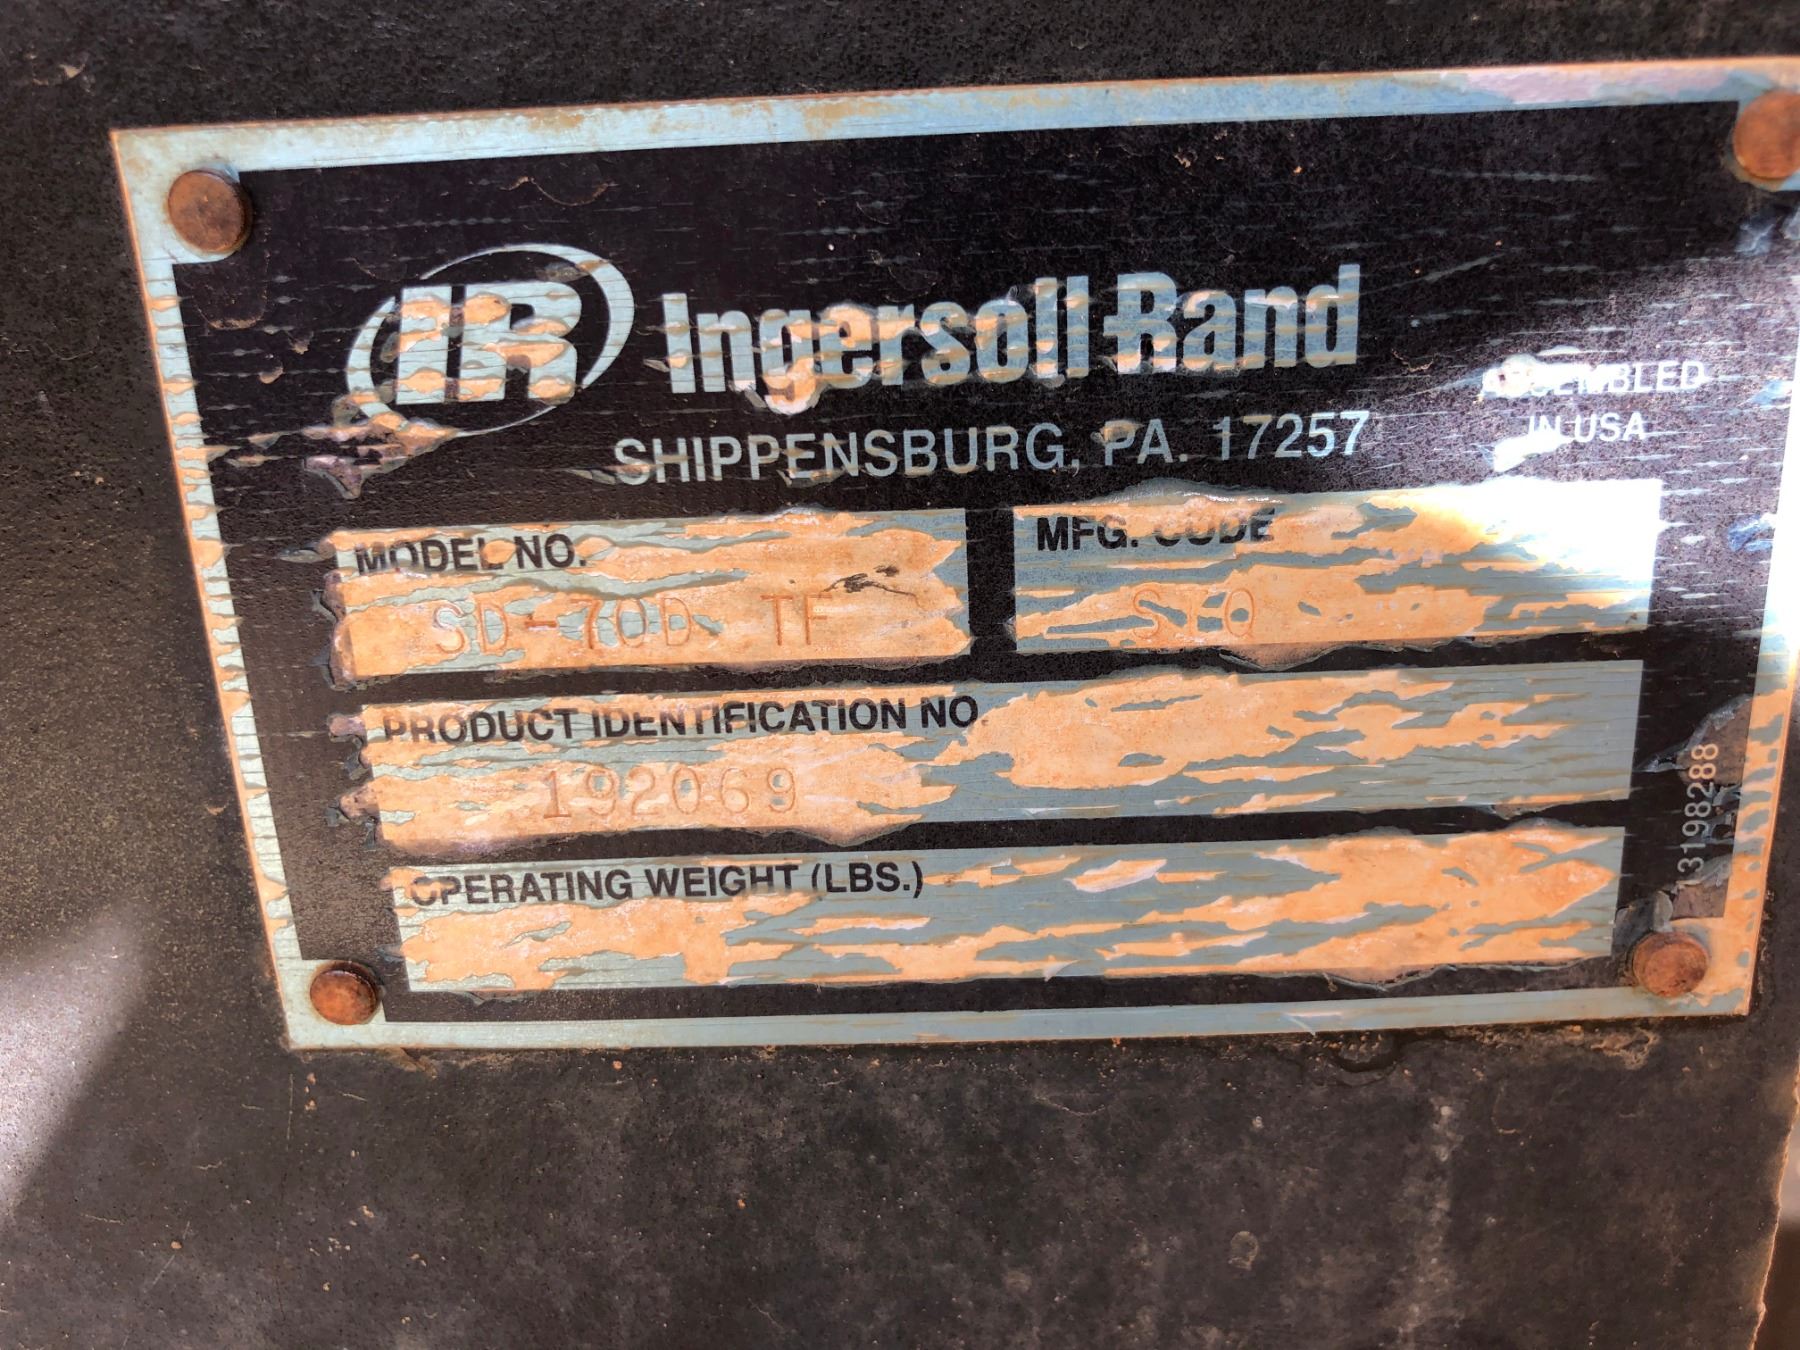 IR Ingersoll-Rand
SHIPPENSBURG, PA. 17257
ASSEMBLED
IN USA
MODEL NO.
SD-70D TF
MFG. CODE
PRODUCT IDENTIFICATION NO.
192069
OPERATING WEIGHT (LBS.)
3198288